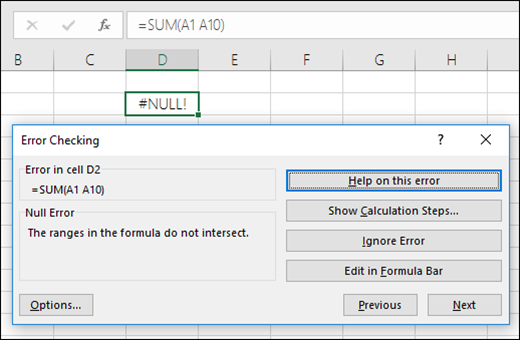 fx =SUM(A1 A10)
B C D E F G H
#NULL!
Error Checking ? ✕
Error in cell D2
=SUM(A1 A10)
Null Error
The ranges in the formula do not intersect.
Help on this error
Show Calculation Steps...
Ignore Error
Edit in Formula Bar
Options... Previous Next